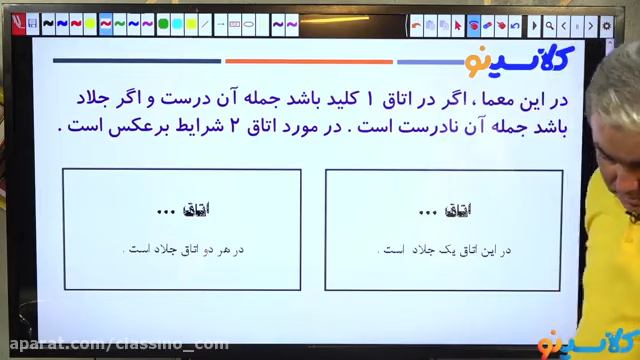 کلاسینو
در این معما ، اگر در اتاق ۱ کلید باشد جمله آن درست و اگر جلاد
باشد جمله آن نادرست است . در مورد اتاق ۲ شرایط برعکس است .
اتاق ...
در این اتاق یک جلاد است .
اتاق ...
در هر دو اتاق جلاد است .
aparat.com/classino_com
کلاسینو